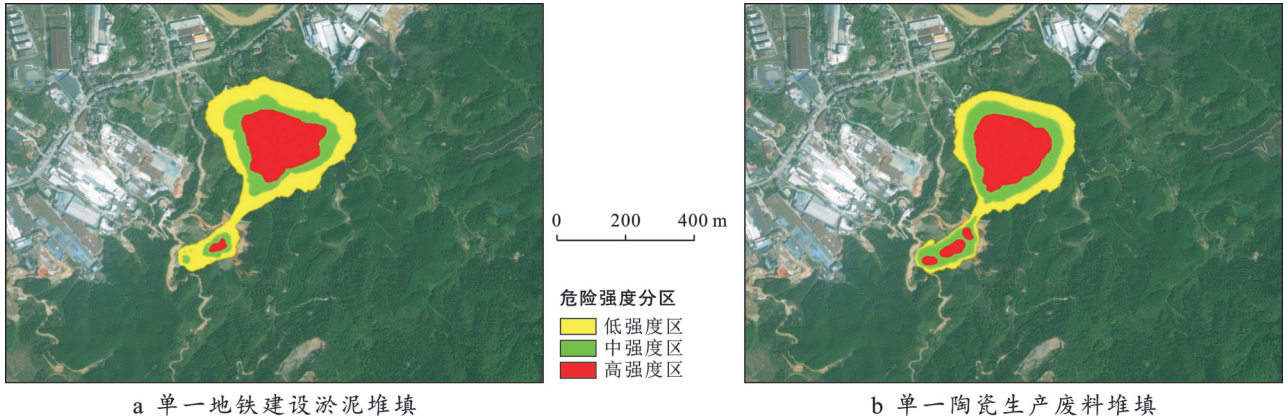 0 200 400 m
危险强度分区
低强度区
中强度区
高强度区
a 单一地铁建设淤泥堆填
b 单一陶瓷生产废料堆填